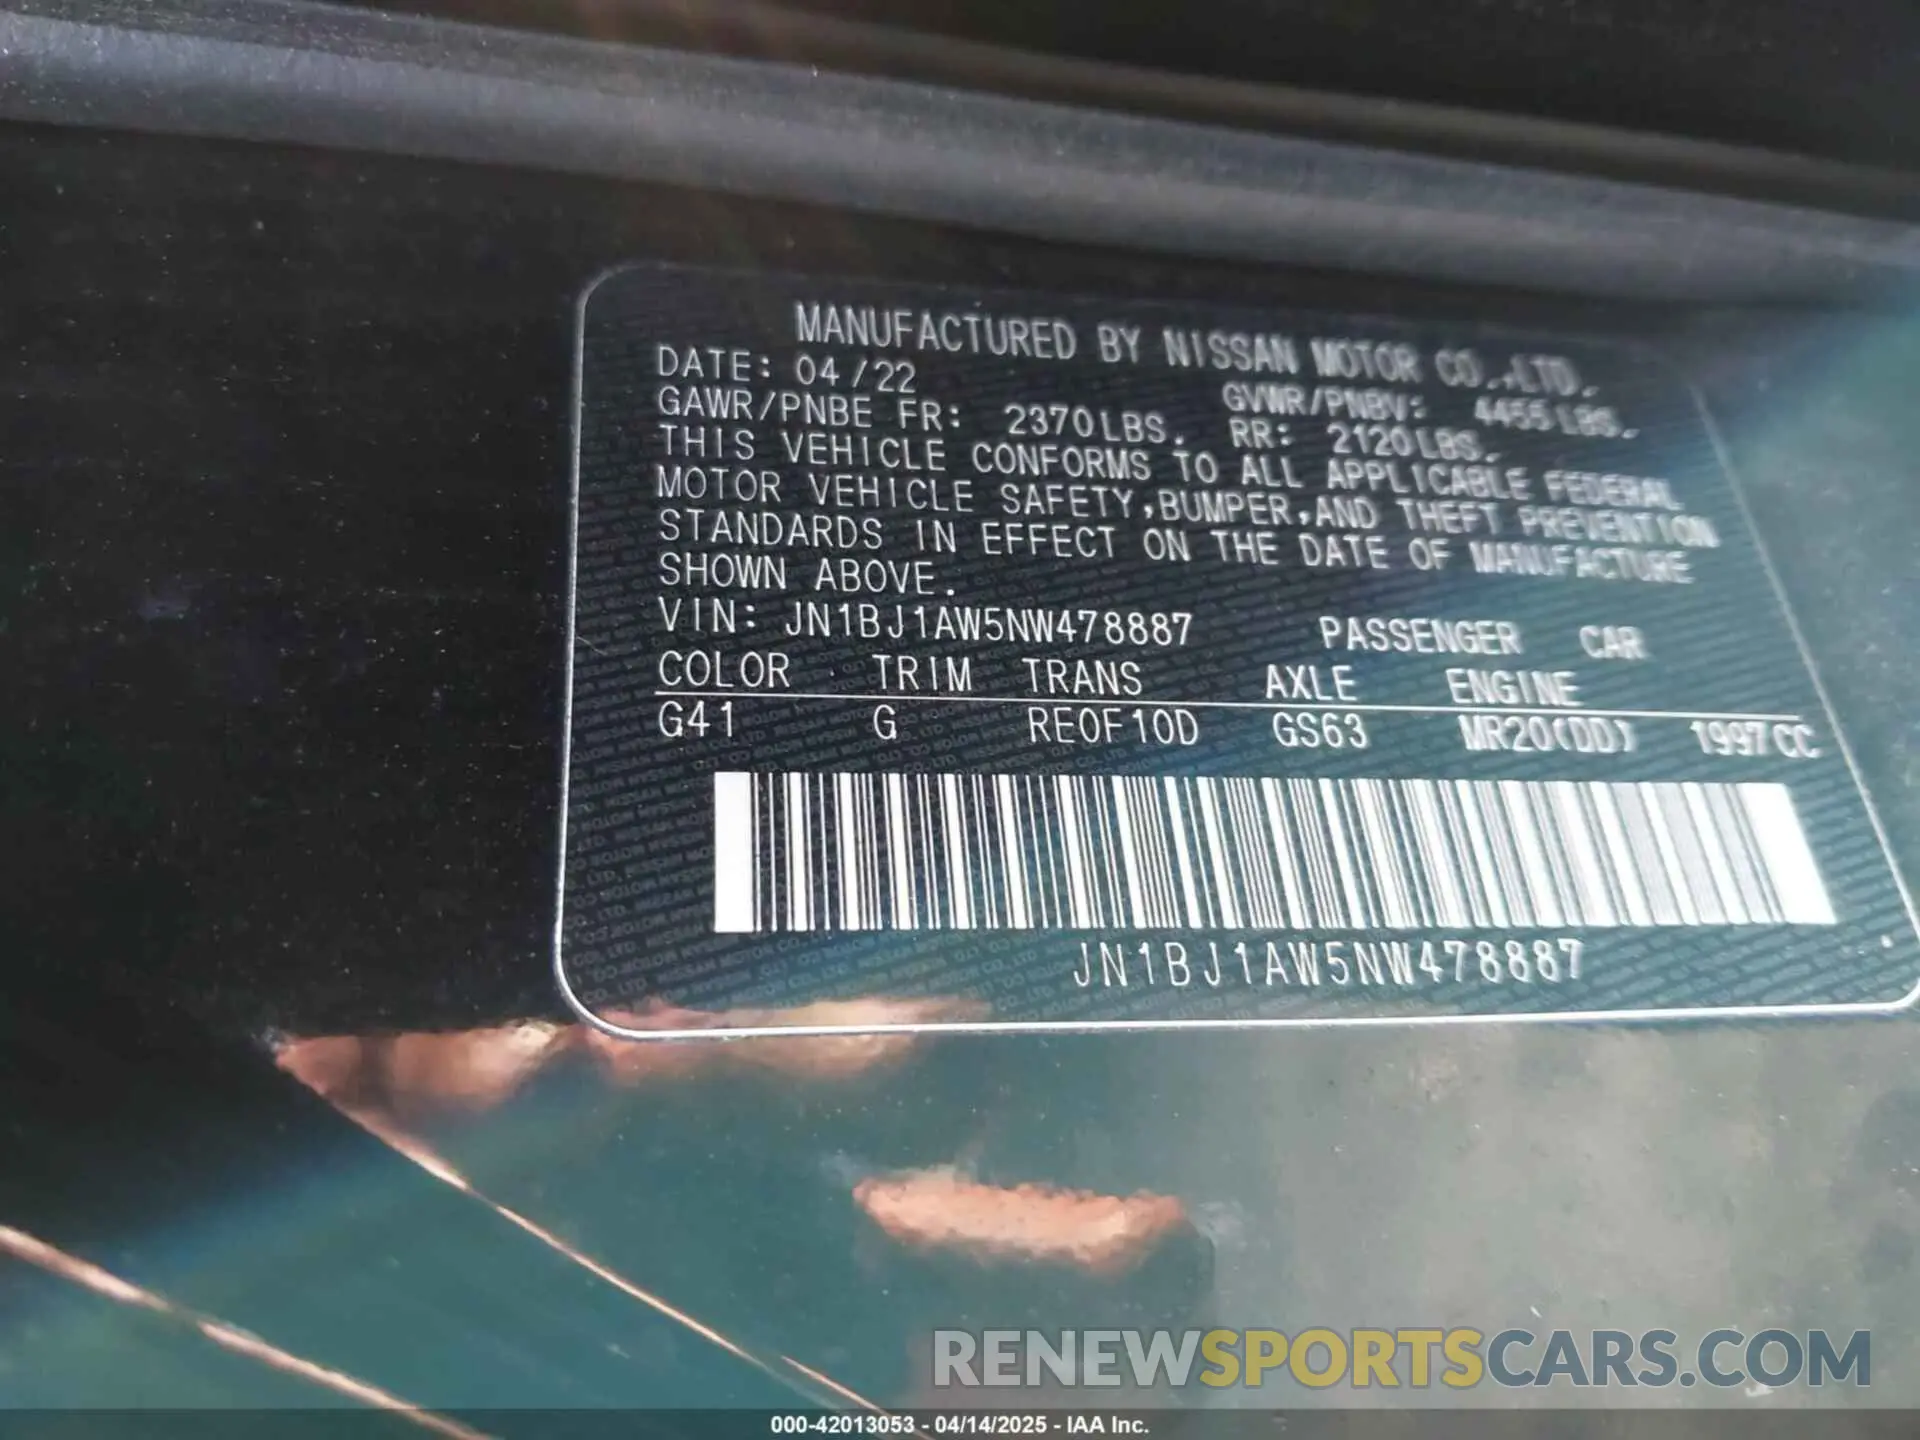 MANUFACTURED BY NISSAN MOTOR CO.,LTD.
DATE: 04/22 GVWR/PNBV: 4455LBS.
GAWR/PNBE FR: 2370LBS. RR: 2120LBS.
THIS VEHICLE CONFORMS TO ALL APPLICABLE FEDERAL
MOTOR VEHICLE SAFETY,BUMPER,AND THEFT PREVENTION
STANDARDS IN EFFECT ON THE DATE OF MANUFACTURE
SHOWN ABOVE.
VIN: JN1BJ1AW5NW478887 PASSENGER CAR
COLOR TRIM TRANS AXLE ENGINE
G41 G RE0F10D GS63 MR20(DD) 1997CC
JN1BJ1AW5NW478887
RENEWSPORTSCARS.COM
000-42013053 - 04/14/2025 - IAA Inc.